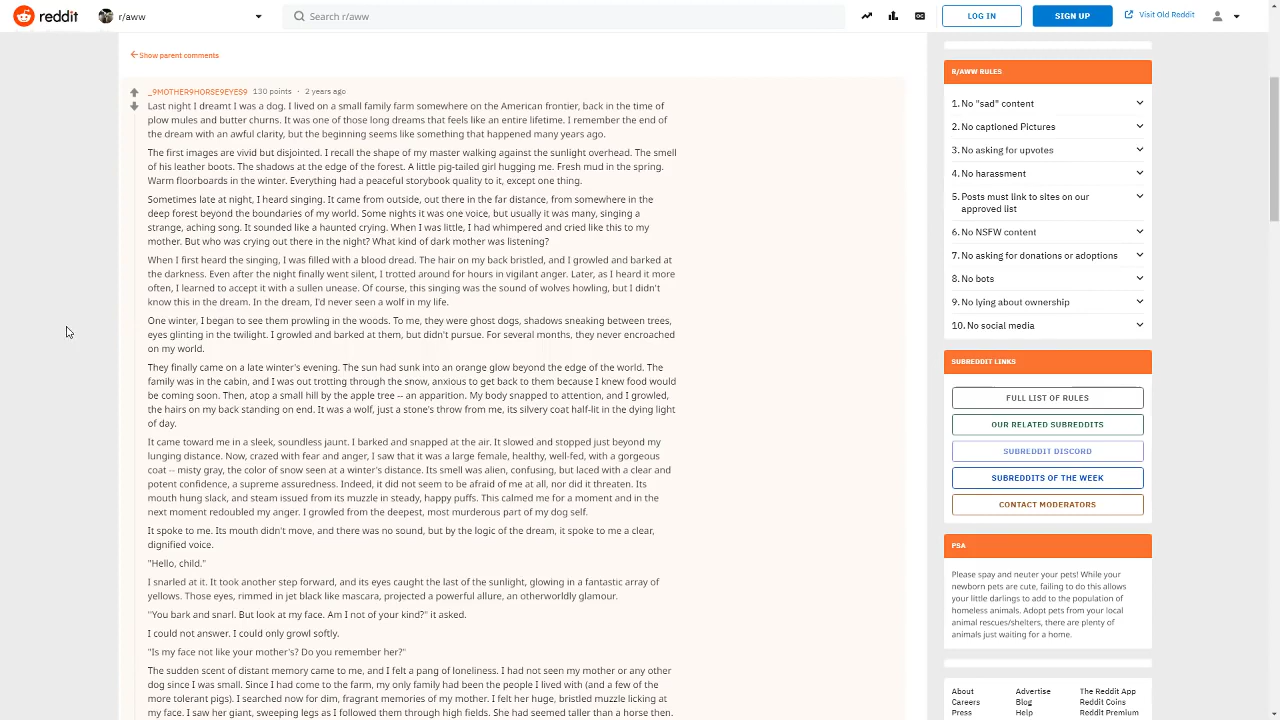 reddit
r/aww
Search r/aww
LOG IN
SIGN UP
Visit Old Reddit
Show parent comments
_9MOTHER9HORSE9EYES9 130 points · 2 years ago
Last night I dreamt I was a dog. I lived on a small family farm somewhere on the American frontier, back in the time of
plow mules and butter churns. It was one of those long dreams that feels like an entire lifetime. I remember the end of
the dream with an awful clarity, but the beginning seems like something that happened many years ago.
The first images are vivid but disjointed. I recall the shape of my master walking against the sunlight overhead. The smell
of his leather boots. The shadows at the edge of the forest. A little pig-tailed girl hugging me. Fresh mud in the spring.
Warm floorboards in the winter. Everything had a peaceful storybook quality to it, except one thing.
Sometimes late at night, I heard singing. It came from outside, out there in the far distance, from somewhere in the
deep forest beyond the boundaries of my world. Some nights it was one voice, but usually it was many, singing a
strange, aching song. It sounded like a haunted crying. When I was little, I had whimpered and cried like this to my
mother. But who was crying out there in the night? What kind of dark mother was listening?
When I first heard the singing, I was filled with a blood dread. The hair on my back bristled, and I growled and barked at
the darkness. Even after the night finally went silent, I trotted around for hours in vigilant anger. Later, as I heard it more
often, I learned to accept it with a sullen unease. Of course, this singing was the sound of wolves howling, but I didn't
know this in the dream. In the dream, I'd never seen a wolf in my life.
One winter, I began to see them prowling in the woods. To me, they were ghost dogs, shadows sneaking between trees,
eyes glinting in the twilight. I growled and barked at them, but didn't pursue. For several months, they never encroached
on my world.
They finally came on a late winter's evening. The sun had sunk into an orange glow beyond the edge of the world. The
family was in the cabin, and I was out trotting through the snow, anxious to get back to them because I knew food would
be coming soon. Then, atop a small hill by the apple tree -- an apparition. My body snapped to attention, and I growled,
the hairs on my back standing on end. It was a wolf, just a stone's throw from me, its silvery coat half-lit in the dying light
of day.
It came toward me in a sleek, soundless jaunt. I barked and snapped at the air. It slowed and stopped just beyond my
lunging distance. Now, crazed with fear and anger, I saw that it was a large female, healthy, well-fed, with a gorgeous
coat -- misty gray, the color of snow seen at a winter's distance. Its smell was alien, confusing, but laced with a clear and
potent confidence, a supreme assuredness. Indeed, it did not seem to be afraid of me at all, nor did it threaten. Its
mouth hung slack, and steam issued from its muzzle in steady, happy puffs. This calmed me for a moment and in the
next moment redoubled my anger. I growled from the deepest, most murderous part of my dog self.
It spoke to me. Its mouth didn't move, and there was no sound, but by the logic of the dream, it spoke to me a clear,
dignified voice.
"Hello, child."
I snarled at it. It took another step forward, and its eyes caught the last of the sunlight, glowing in a fantastic array of
yellows. Those eyes, rimmed in jet black like mascara, projected a powerful allure, an otherworldly glamour.
"You bark and snarl. But look at my face. Am I not of your kind?" it asked.
I could not answer. I could only growl softly.
"Is my face not like your mother's? Do you remember her?"
The sudden scent of distant memory came to me, and I felt a pang of loneliness. I had not seen my mother or any other
dog since I was small. Since I had come to the farm, my only family had been the people I lived with (and a few of the
more tolerant pigs). I searched now for dim, fragrant memories of my mother. I felt her huge, bristled muzzle licking at
my face. I saw her giant, sweeping legs as I followed them through high fields. She had seemed taller than a horse then.
R/AWW RULES
1. No "sad" content
2. No captioned Pictures
3. No asking for upvotes
4. No harassment
5. Posts must link to sites on our
approved list
6. No NSFW content
7. No asking for donations or adoptions
8. No bots
9. No lying about ownership
10. No social media
SUBREDDIT LINKS
FULL LIST OF RULES
OUR RELATED SUBREDDITS
SUBREDDIT DISCORD
SUBREDDITS OF THE WEEK
CONTACT MODERATORS
PSA
Please spay and neuter your pets! While your
newborn pets are cute, failing to do this allows
your little darlings to add to the population of
homeless animals. Adopt pets from your local
animal rescues/shelters, there are plenty of
animals just waiting for a home.
About Advertise The Reddit App
Careers Blog Reddit Coins
Press Help Reddit Premium